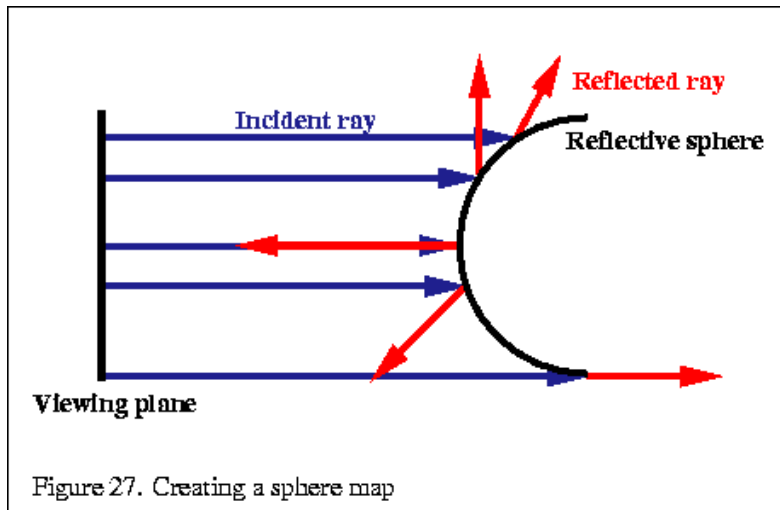 Reflected ray
Incident ray
Reflective sphere
Viewing plane
Figure 27. Creating a sphere map